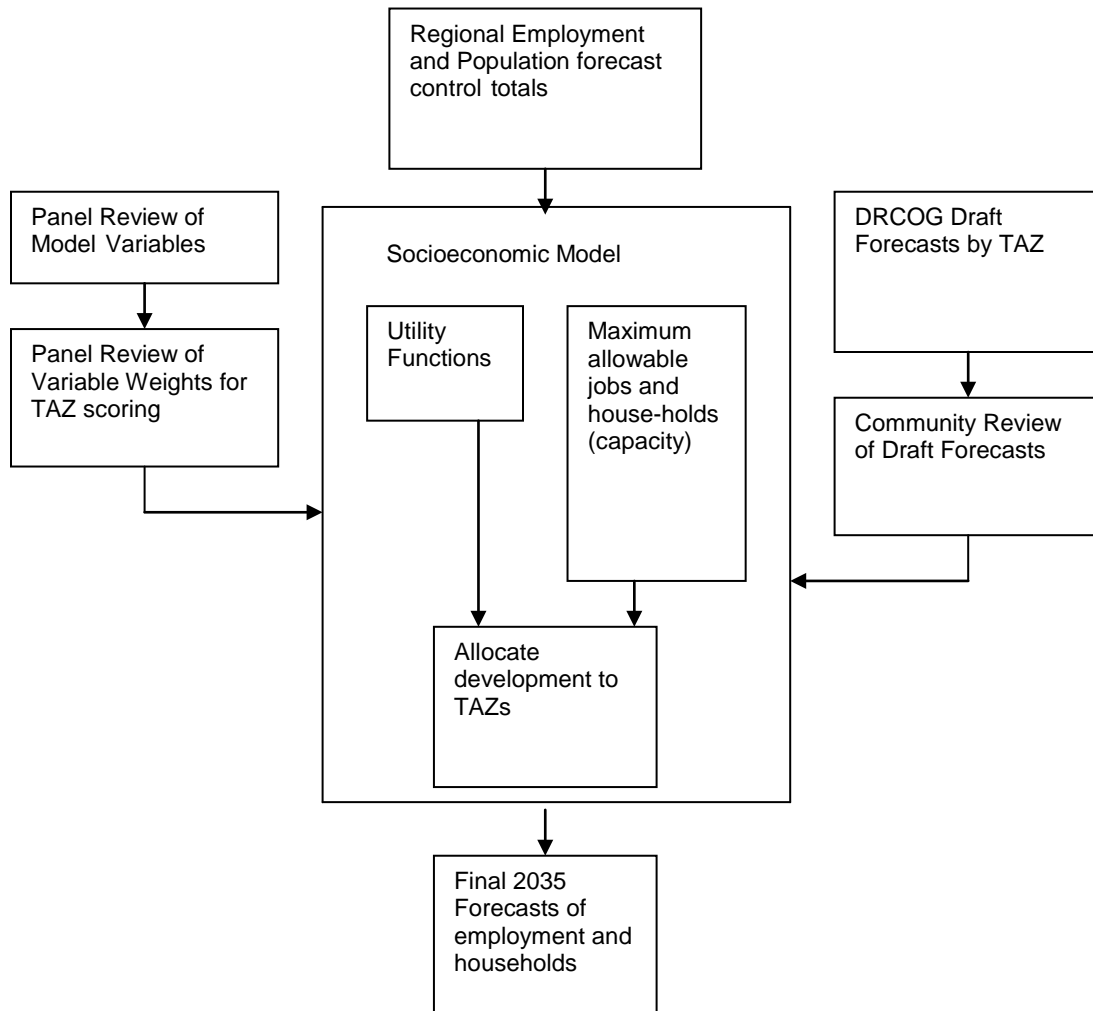 Regional Employment
and Population forecast
control totals
Panel Review of
Model Variables
DRCOG Draft
Forecasts by TAZ
Socioeconomic Model
Utility
Functions
Maximum
allowable
jobs and
house-holds
(capacity)
Panel Review of
Variable Weights for
TAZ scoring
Community Review
of Draft Forecasts
Allocate
development to
TAZs
Final 2035
Forecasts of
employment and
households